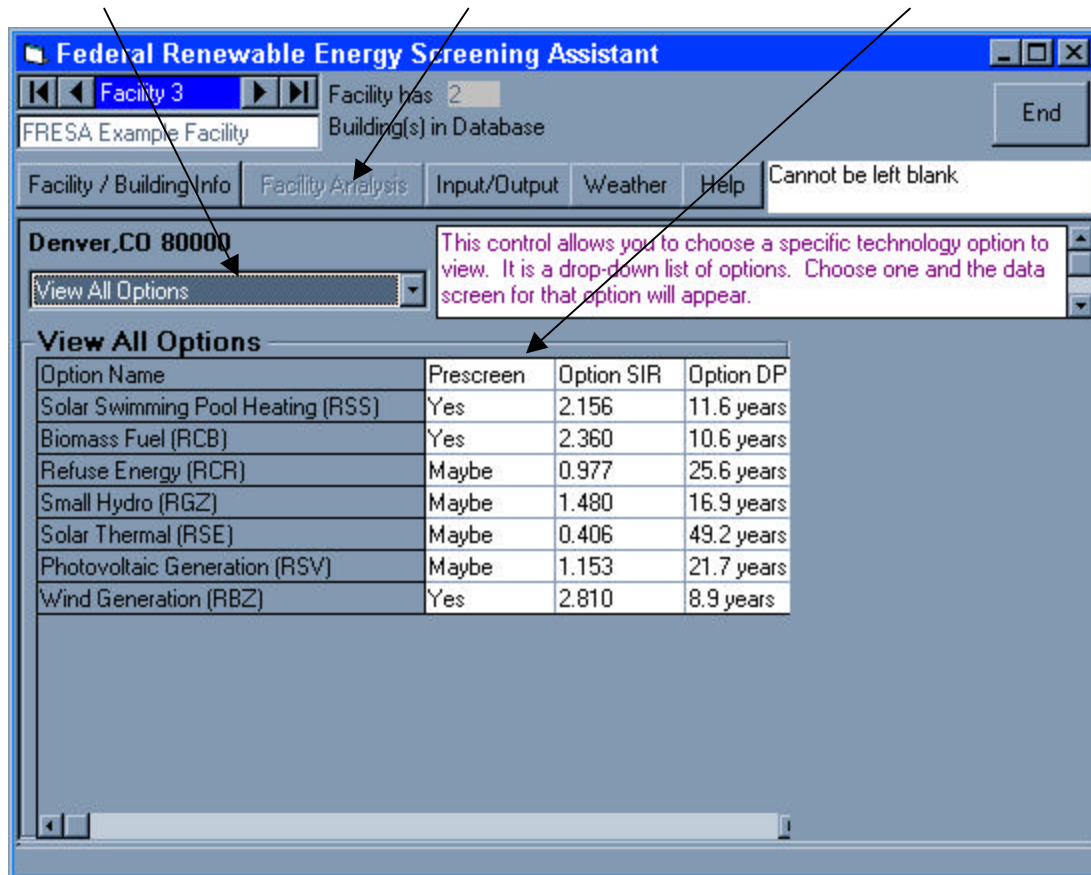 Federal Renewable Energy Screening Assistant
Facility 3
Facility has 2
FRESA Example Facility
Building(s) in Database
End
Facility / Building Info
Facility Analysis
Input/Output
Weather
Help
Cannot be left blank
Denver,CO 80000
View All Options
This control allows you to choose a specific technology option to
view. It is a drop-down list of options. Choose one and the data
screen for that option will appear.
View All Options
Option Name Prescreen Option SIR Option DP
Solar Swimming Pool Heating (RSS) Yes 2.156 11.6 years
Biomass Fuel (RCB) Yes 2.360 10.6 years
Refuse Energy (RCR) Maybe 0.977 25.6 years
Small Hydro (RGZ) Maybe 1.480 16.9 years
Solar Thermal (RSE) Maybe 0.406 49.2 years
Photovoltaic Generation (RSV) Maybe 1.153 21.7 years
Wind Generation (RBZ) Yes 2.810 8.9 years